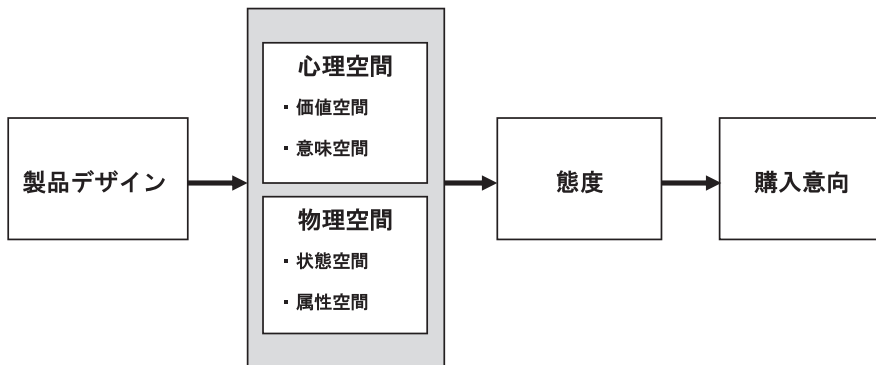 製品デザイン
心理空間
・価値空間
・意味空間
物理空間
・状態空間
・属性空間
態度
購入意向